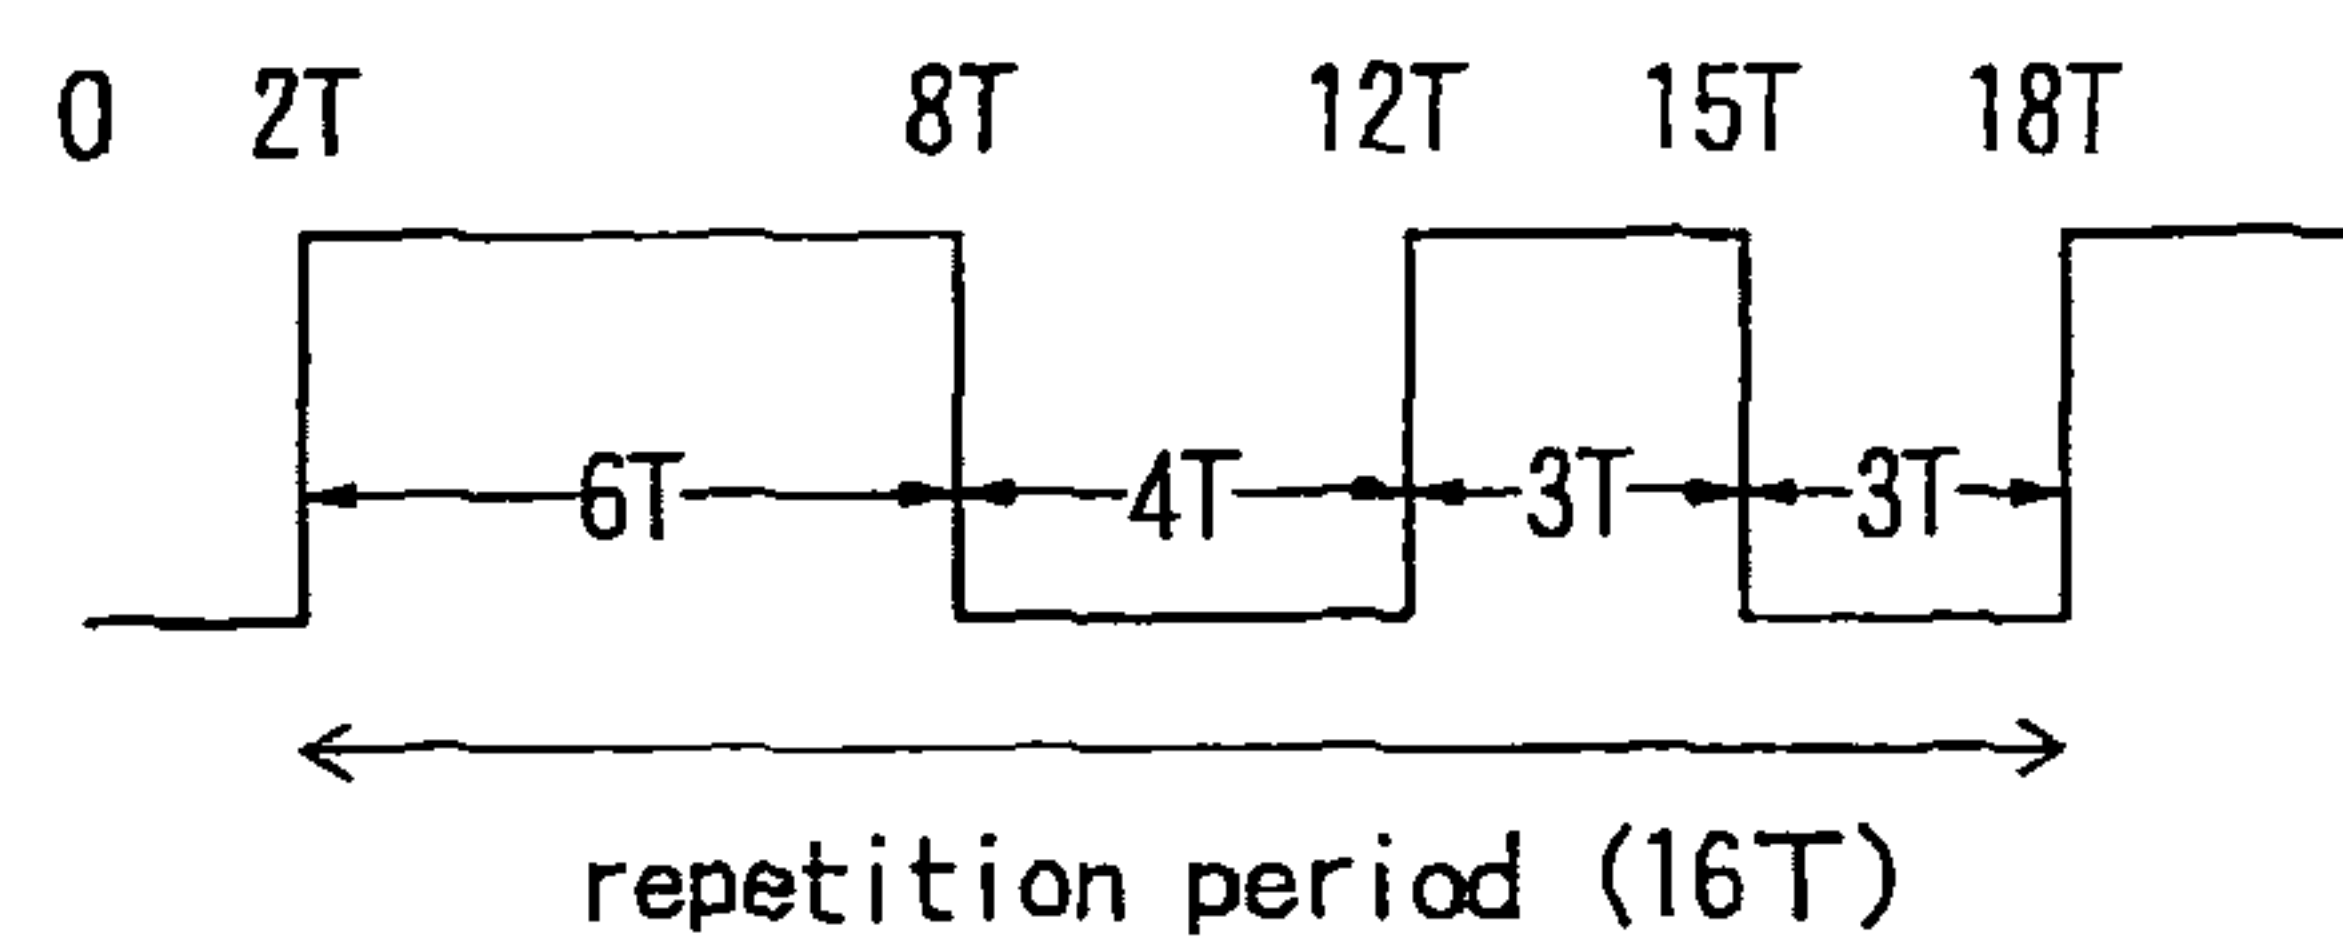 0 2T 8T 12T 15T 18T
6T 4T 3T 3T
repetition period (16T)